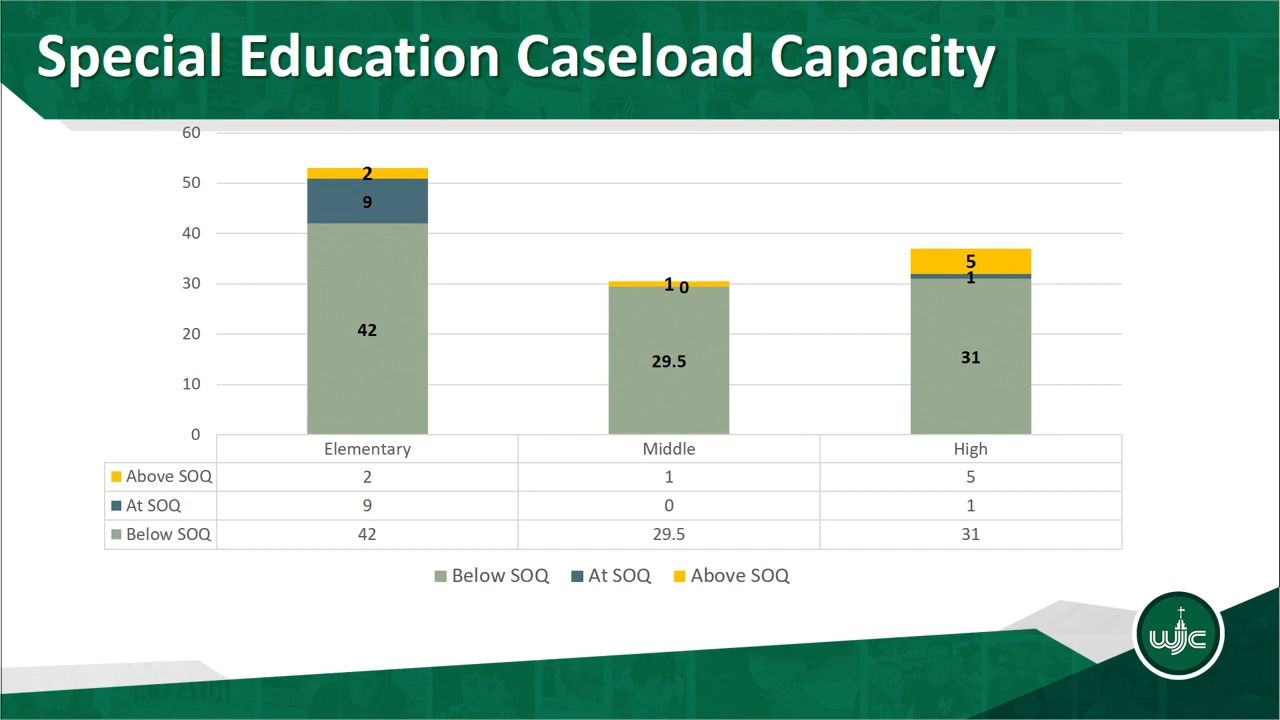 Special Education Caseload Capacity
60
50
40
30
20
10
0
2
9
42
1 0
29.5
5
1
31
Elementary Middle High
Above SOQ 2 1 5
At SOQ 9 0 1
Below SOQ 42 29.5 31
Below SOQ At SOQ Above SOQ
WJCC